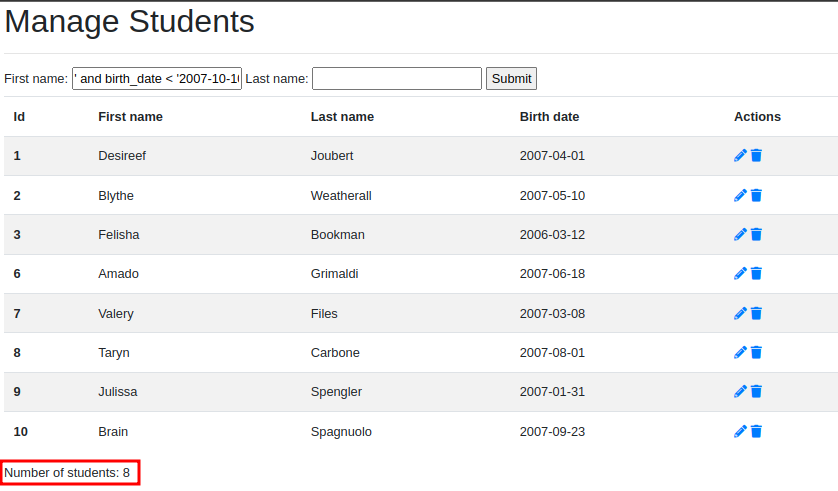 Manage Students
First name: ' and birth_date < '2007-10-10 Last name: Submit
Id First name Last name Birth date Actions
1 Desireef Joubert 2007-04-01
2 Blythe Weatherall 2007-05-10
3 Felisha Bookman 2006-03-12
6 Amado Grimaldi 2007-06-18
7 Valery Files 2007-03-08
8 Taryn Carbone 2007-08-01
9 Julissa Spengler 2007-01-31
10 Brain Spagnuolo 2007-09-23
Number of students: 8